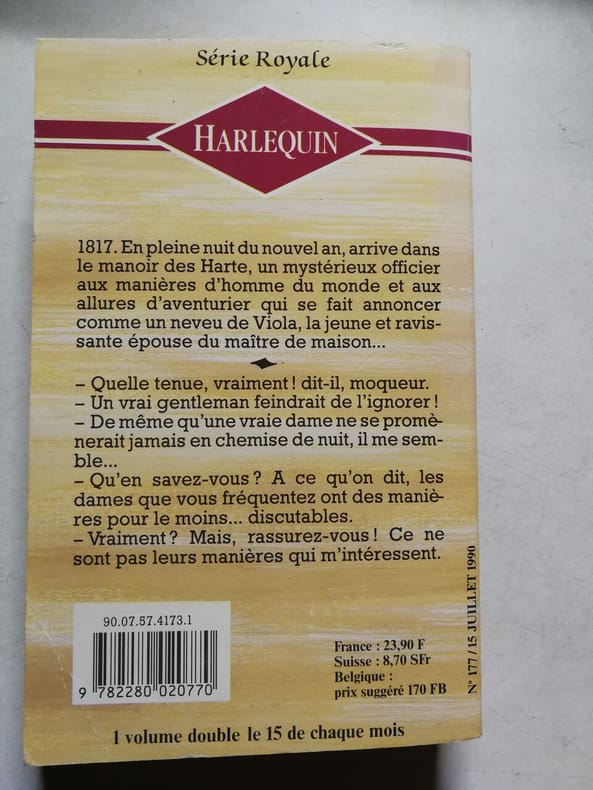 Série Royale
HARLEQUIN
1817. En pleine nuit du nouvel an, arrive dans
le manoir des Harte, un mystérieux officier
aux manières d'homme du monde et aux
allures d'aventurier qui se fait annoncer
comme un neveu de Viola, la jeune et ravis-
sante épouse du maître de maison...
– Quelle tenue, vraiment ! dit-il, moqueur.
– Un vrai gentleman feindrait de l'ignorer !
– De même qu'une vraie dame ne se promè-
nerait jamais en chemise de nuit, il me sem-
ble...
– Qu'en savez-vous ? A ce qu'on dit, les
dames que vous fréquentez ont des maniè-
res pour le moins... discutables.
– Vraiment ? Mais, rassurez-vous ! Ce ne
sont pas leurs manières qui m'intéressent.
90.07.57.4173.1
9 782280 020770
France : 23,90 F
Suisse : 8,70 SFr
Belgique :
prix suggéré 170 FB
N° 177 / 15 JUILLET 1990
1 volume double le 15 de chaque mois